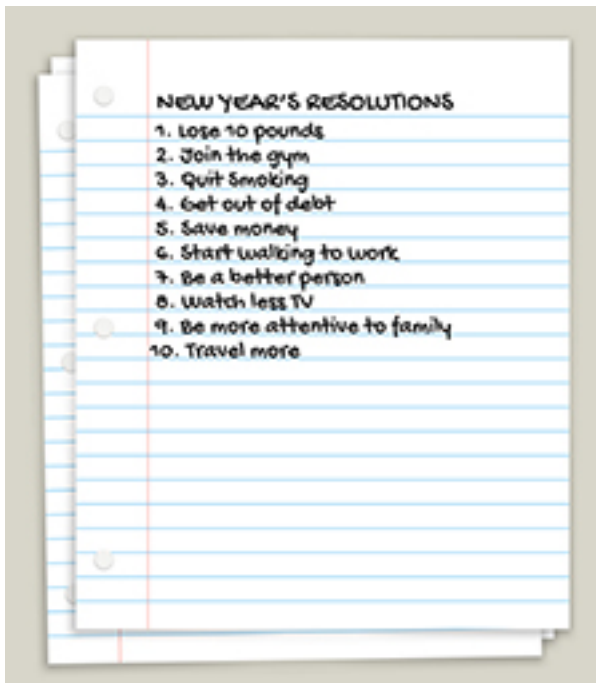 NEW YEAR'S RESOLUTIONS
1. Lose 10 pounds
2. Join the gym
3. Quit Smoking
4. Get out of debt
5. Save money
6. Start walking to work
7. Be a better person
8. Watch less TV
9. Be more attentive to family
10. Travel more